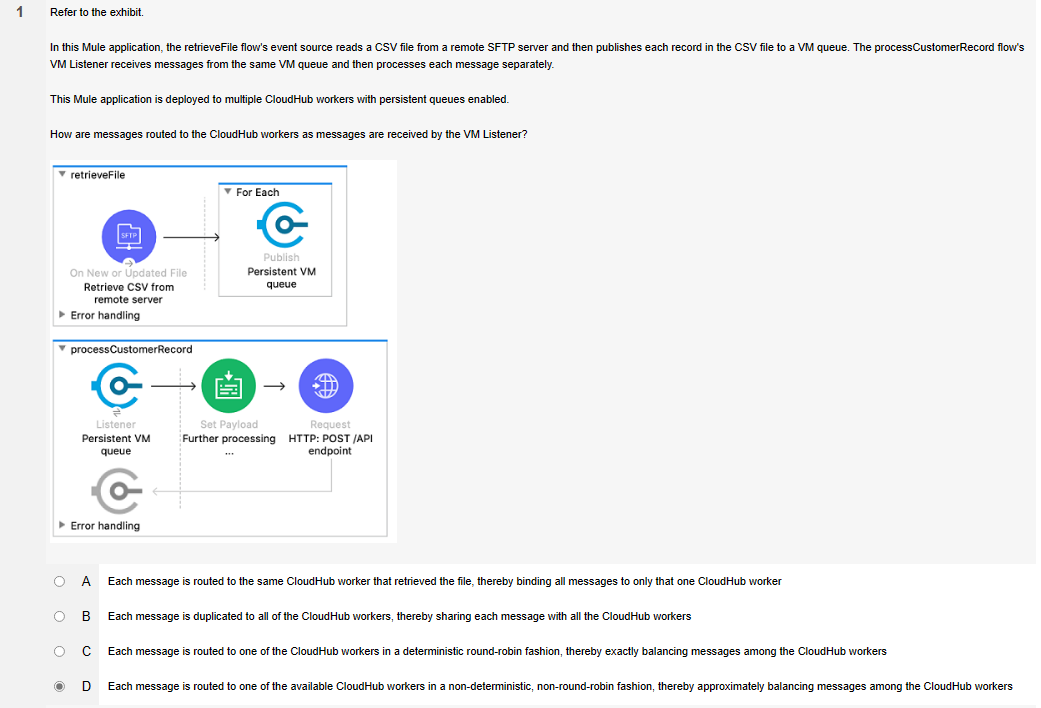 1
Refer to the exhibit.
In this Mule application, the retrieveFile flow's event source reads a CSV file from a remote SFTP server and then publishes each record in the CSV file to a VM queue. The processCustomerRecord flow's
VM Listener receives messages from the same VM queue and then processes each message separately.
This Mule application is deployed to multiple CloudHub workers with persistent queues enabled.
How are messages routed to the CloudHub workers as messages are received by the VM Listener?
retrieveFile
For Each
SFTP
Publish
On New or Updated File
Persistent VM
Retrieve CSV from
queue
remote server
Error handling
processCustomerRecord
Listener
Set Payload
Request
Persistent VM
Further processing
HTTP: POST /API
queue
...
endpoint
Error handling
A Each message is routed to the same CloudHub worker that retrieved the file, thereby binding all messages to only that one CloudHub worker
B Each message is duplicated to all of the CloudHub workers, thereby sharing each message with all the CloudHub workers
C Each message is routed to one of the CloudHub workers in a deterministic round-robin fashion, thereby exactly balancing messages among the CloudHub workers
D Each message is routed to one of the available CloudHub workers in a non-deterministic, non-round-robin fashion, thereby approximately balancing messages among the CloudHub workers